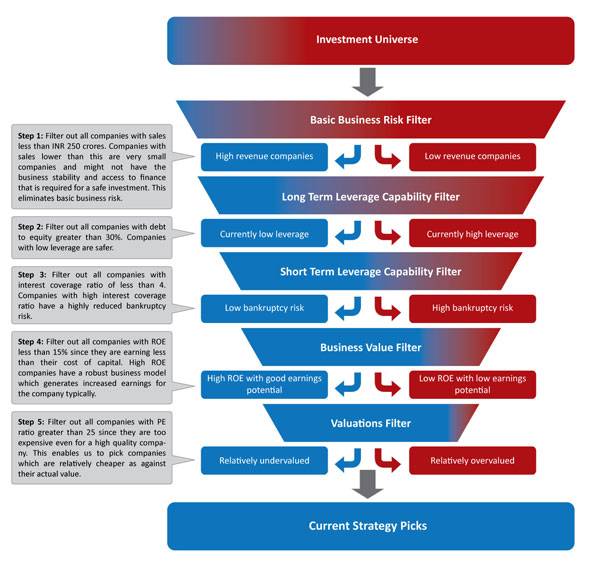 Investment Universe
Basic Business Risk Filter
Step 1: Filter out all companies with sales
less than INR 250 crores. Companies with
sales lower than this are very small
companies and might not have the
business stability and access to finance
that is required for a safe investment. This
eliminates basic business risk.
High revenue companies
Low revenue companies
Long Term Leverage Capability Filter
Step 2: Filter out all companies with debt
to equity greater than 30%. Companies
with low leverage are safer.
Currently low leverage
Currently high leverage
Short Term Leverage Capability Filter
Step 3: Filter out all companies with
interest coverage ratio of less than 4.
Companies with high interest coverage
ratio have a highly reduced bankruptcy
risk.
Low bankruptcy risk
High bankruptcy risk
Business Value Filter
Step 4: Filter out all companies with ROE
less than 15% since they are earning less
than their cost of capital. High ROE
companies have a robust business model
which generates increased earnings for
the company typically.
High ROE with good earnings
potential
Low ROE with low earnings
potential
Valuations Filter
Step 5: Filter out all companies with PE
ratio greater than 25 since they are too
expensive even for a high quality compa-
ny. This enables us to pick companies
which are relatively cheaper as against
their actual value.
Relatively undervalued
Relatively overvalued
Current Strategy Picks